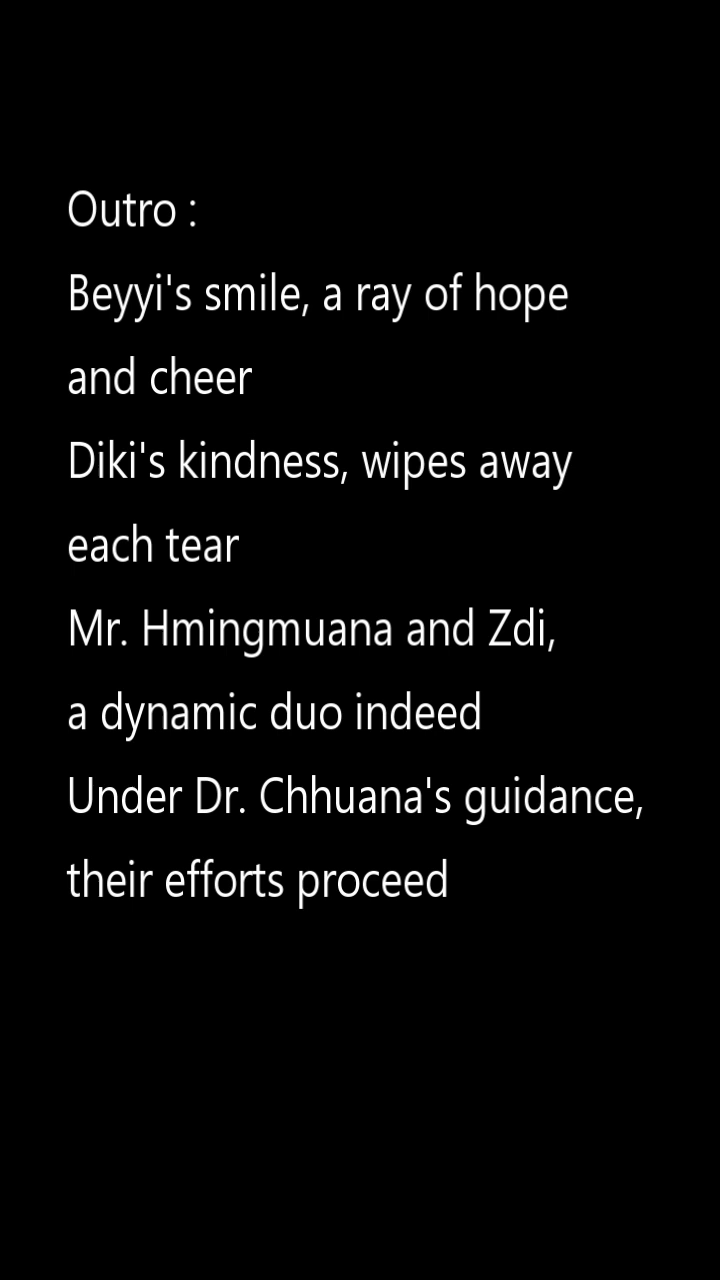 Outro :
Beyyi's smile, a ray of hope
and cheer
Diki's kindness, wipes away
each tear
Mr. Hmingmuana and Zdi,
a dynamic duo indeed
Under Dr. Chhuana's guidance,
their efforts proceed